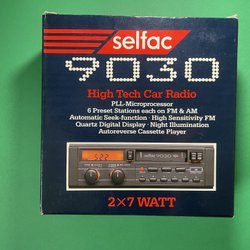 selfac
9030
High Tech Car Radio
PLL-Microprocessor
6 Preset Stations each on FM & AM
Automatic Seek-function · High Sensitivity FM
Quartz Digital Display · Night Illumination
Autoreverse Cassette Player
selfac 9030
2×7 WATT